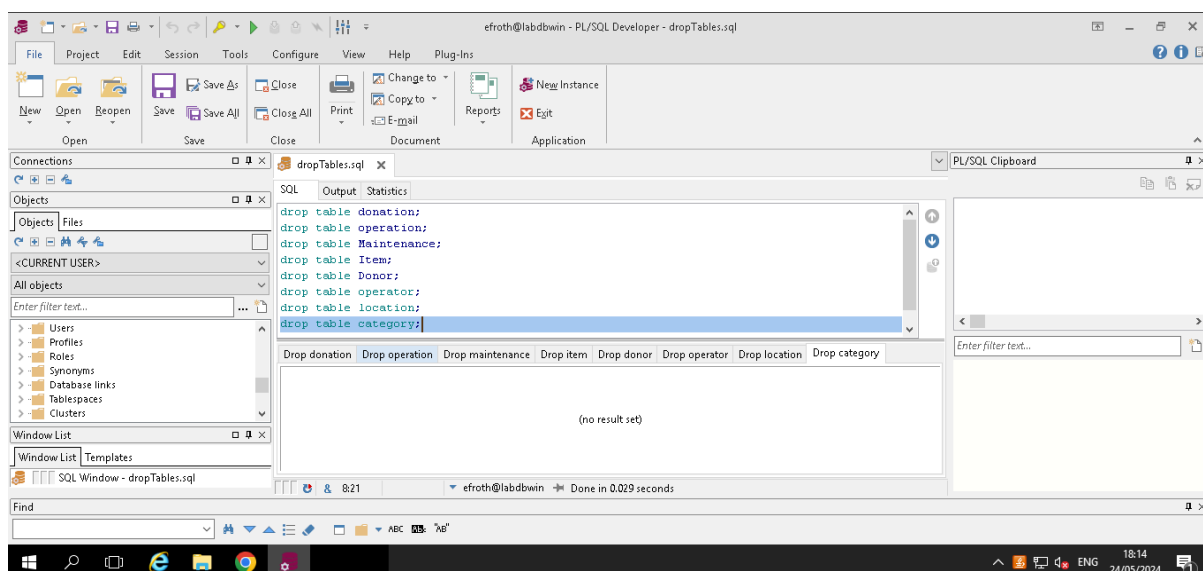 efroth@labdbwin - PL/SQL Developer - dropTables.sql
File Project Edit Session Tools Configure View Help Plug-Ins
New Open Reopen Save Save As Save All Close Close All Print Change to Copy to E-mail Reports New Instance Exit
Open Save Close Document Application
Connections
Objects
Objects Files
<CURRENT USER>
All objects
Enter filter text... ...
Users
Profiles
Roles
Synonyms
Database links
Tablespaces
Clusters
Window List
Window List Templates
SQL Window - dropTables.sql
dropTables.sql
SQL Output Statistics
drop table donation;
drop table operation;
drop table Maintenance;
drop table Item;
drop table Donor;
drop table operator;
drop table location;
drop table category;
Drop donation Drop operation Drop maintenance Drop item Drop donor Drop operator Drop location Drop category
(no result set)
& 8:21 efroth@labdbwin Done in 0.029 seconds
PL/SQL Clipboard
Enter filter text...
Find
ABC AB: "AB"
ENG 18:14
24/05/2024